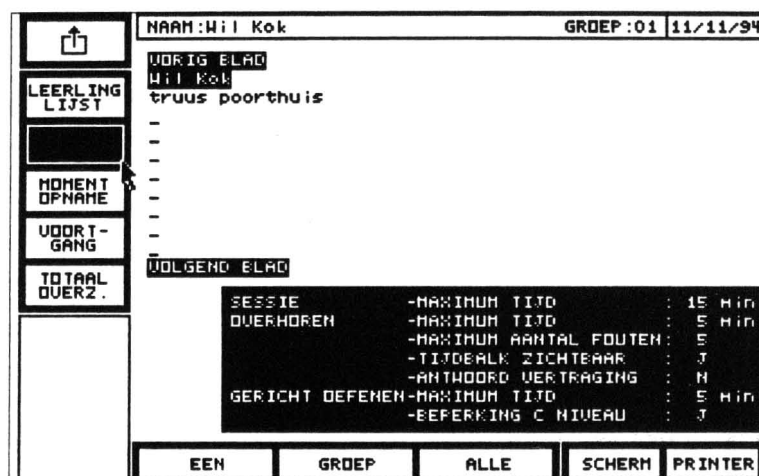 NAAM:Wil Kok GROEP:01 11/11/94
LEERLING
LIJST
MOMENT
OPNAME
VOORT-
GANG
TOTAAL
OVERZ.
VORIG BLAD
Wil Kok
truus poorthuis
-
-
-
-
-
-
-
-
VOLGEND BLAD
SESSIE -MAXIMUM TIJD : 15 Min
OVERHOREN -MAXIMUM TIJD : 5 Min
-MAXIMUM AANTAL FOUTEN: 5
-TIJDBALK ZICHTBAAR : J
-ANTWOORD VERTRAGING : N
GERICHT OEFENEN-MAXIMUM TIJD : 5 Min
-BEPERKING C NIVEAU : J
EEN GROEP ALLE SCHERM PRINTER